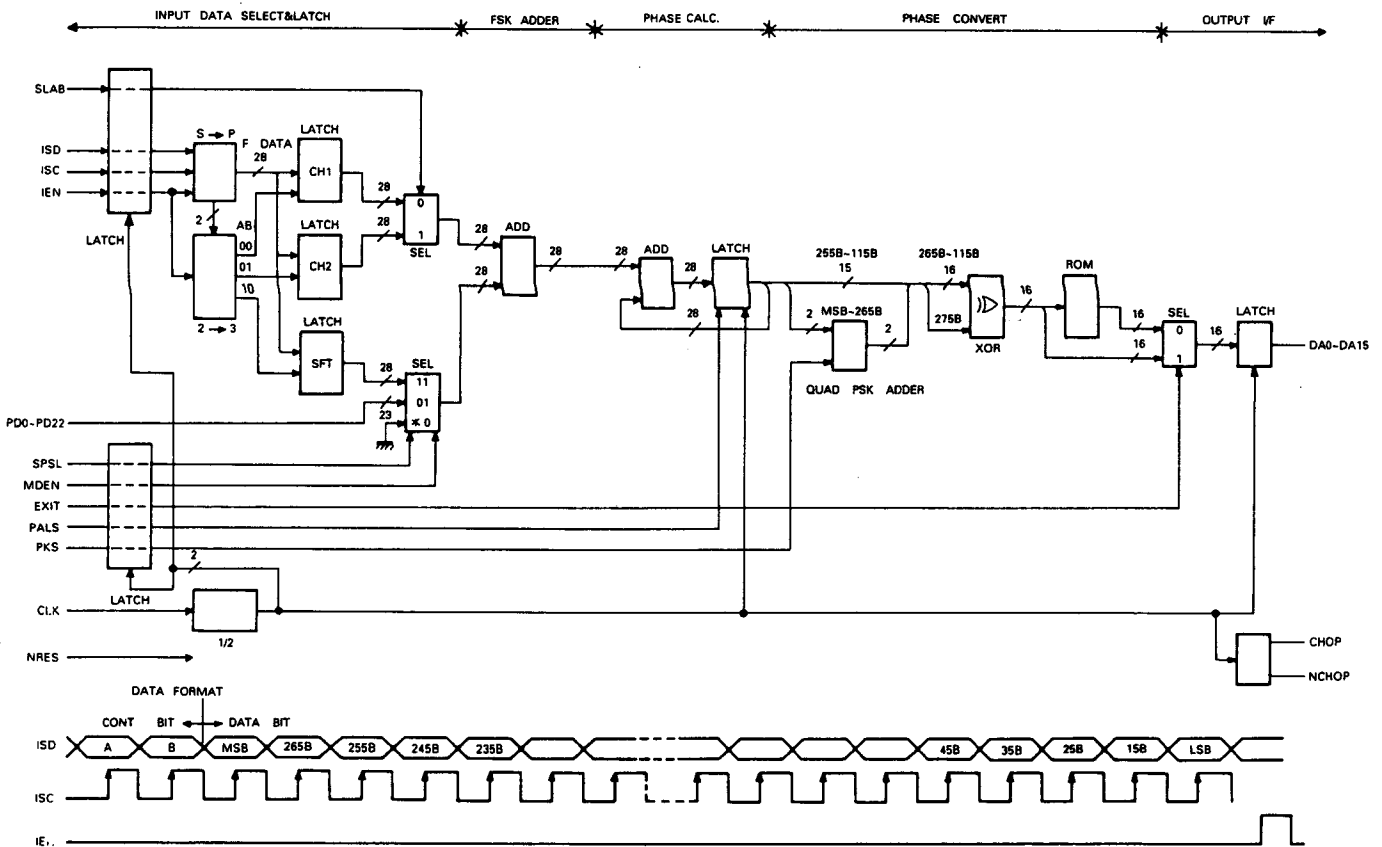 INPUT DATA SELECT&LATCH
FSK ADDER
PHASE CALC.
PHASE CONVERT
OUTPUT I/F
SLAB
ISD
ISC
IEN
LATCH
S → P
F DATA
28
2
AB
00
01
10
2 → 3
LATCH
CH1
LATCH
CH2
LATCH
SFT
28
28
0
1
SEL
28
SEL
11
01
* 0
23
28
28
ADD
28
28
ADD
28
28
LATCH
255B~115B
15
MSB~265B
2
2
QUAD PSK ADDER
265B~115B
16
275B
XOR
16
ROM
16
16
SEL
0
1
16
LATCH
DA0~DA15
PD0~PD22
SPSL
MDEN
EXIT
PALS
PKS
LATCH
2
CLK
1/2
NRES
CHOP
NCHOP
DATA FORMAT
CONT BIT ↔ DATA BIT
ISD A B MSB 265B 255B 245B 235B 45B 35B 25B 15B LSB
ISC